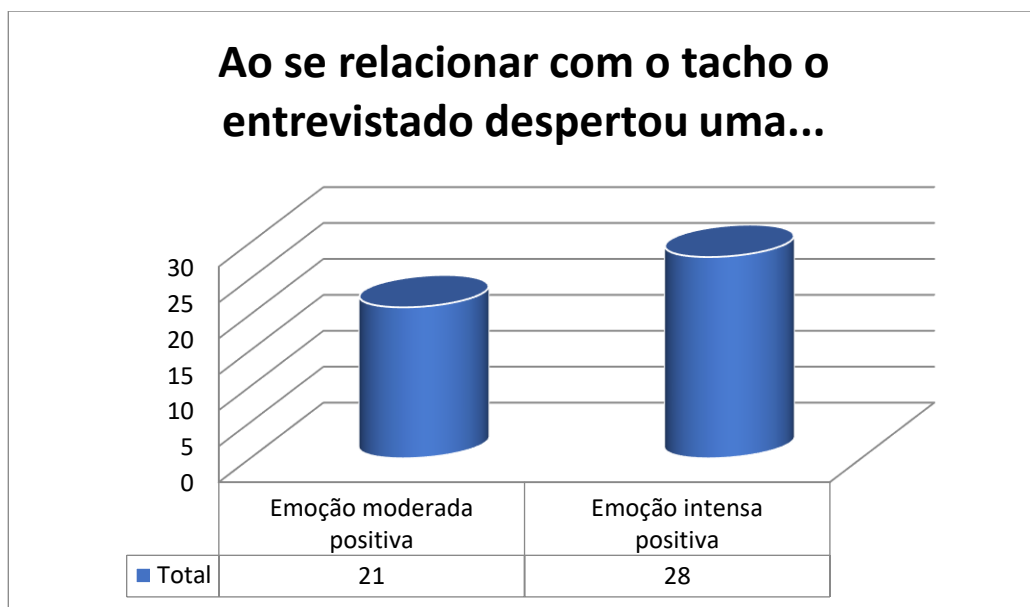 Ao se relacionar com o tacho o
entrevistado despertou uma...
30
25
20
15
10
5
0
Emoção moderada
positiva
Emoção intensa
positiva
Total 21 28